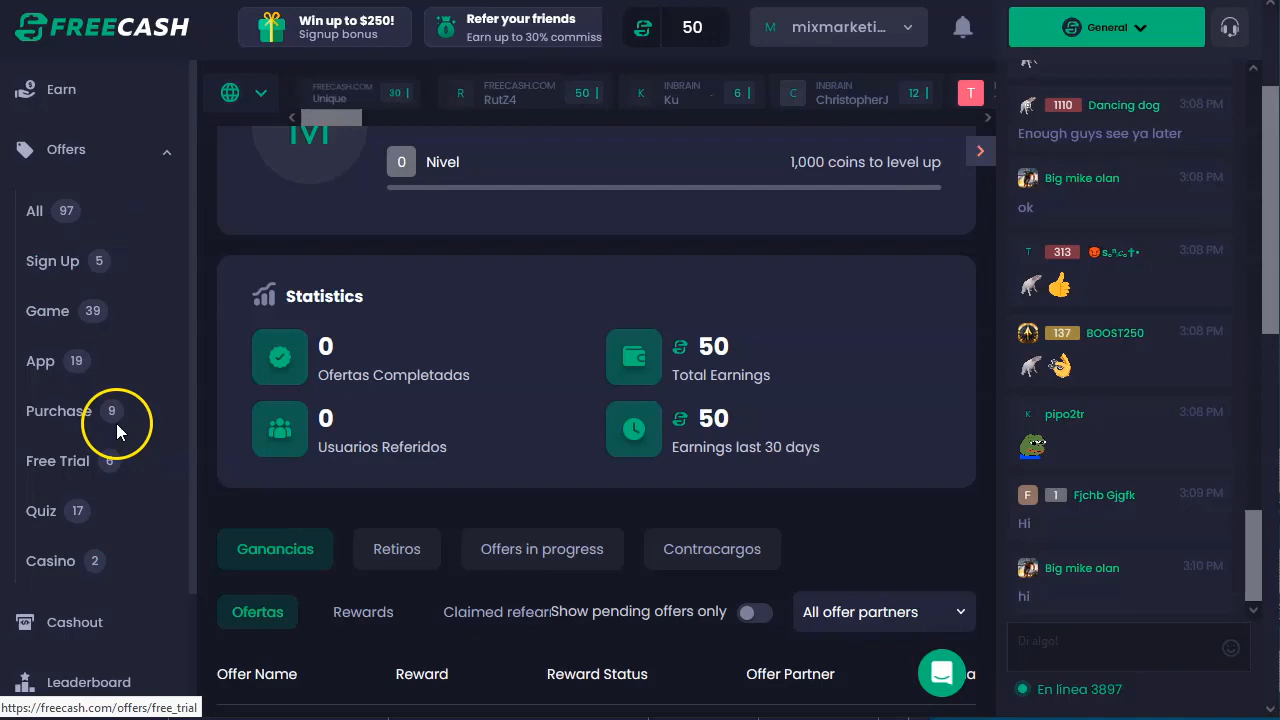 FREECASH
Win up to $250!
Signup bonus
Refer your friends
Earn up to 30% commiss
50
M mixmarketi...
General
Earn
Offers
All 97
Sign Up 5
Game 39
App 19
Purchase 9
Free Trial 6
Quiz 17
Casino 2
Cashout
Leaderboard
https://freecash.com/offers/free_trial
FREECASH.COM
Unique
30
R
FREECASH.COM
RutZ4
50
K
INBRAIN
Ku
6
C
INBRAIN
ChristopherJ
12
T
M
0 Nivel
1,000 coins to level up
Statistics
0
Ofertas Completadas
50
Total Earnings
0
Usuarios Referidos
50
Earnings last 30 days
Ganancias Retiros Offers in progress Contracargos
Ofertas Rewards Claimed refear Show pending offers only All offer partners
Offer Name Reward Reward Status Offer Partner a
1110 Dancing dog 3:08 PM
Enough guys see ya later
Big mike olan 3:08 PM
ok
T 313 3:08 PM
137 BOOST250 3:08 PM
K pipo2tr 3:08 PM
F 1 Fjchb Gjgfk 3:09 PM
Hi
Big mike olan 3:10 PM
hi
Di algo!
En línea 3897